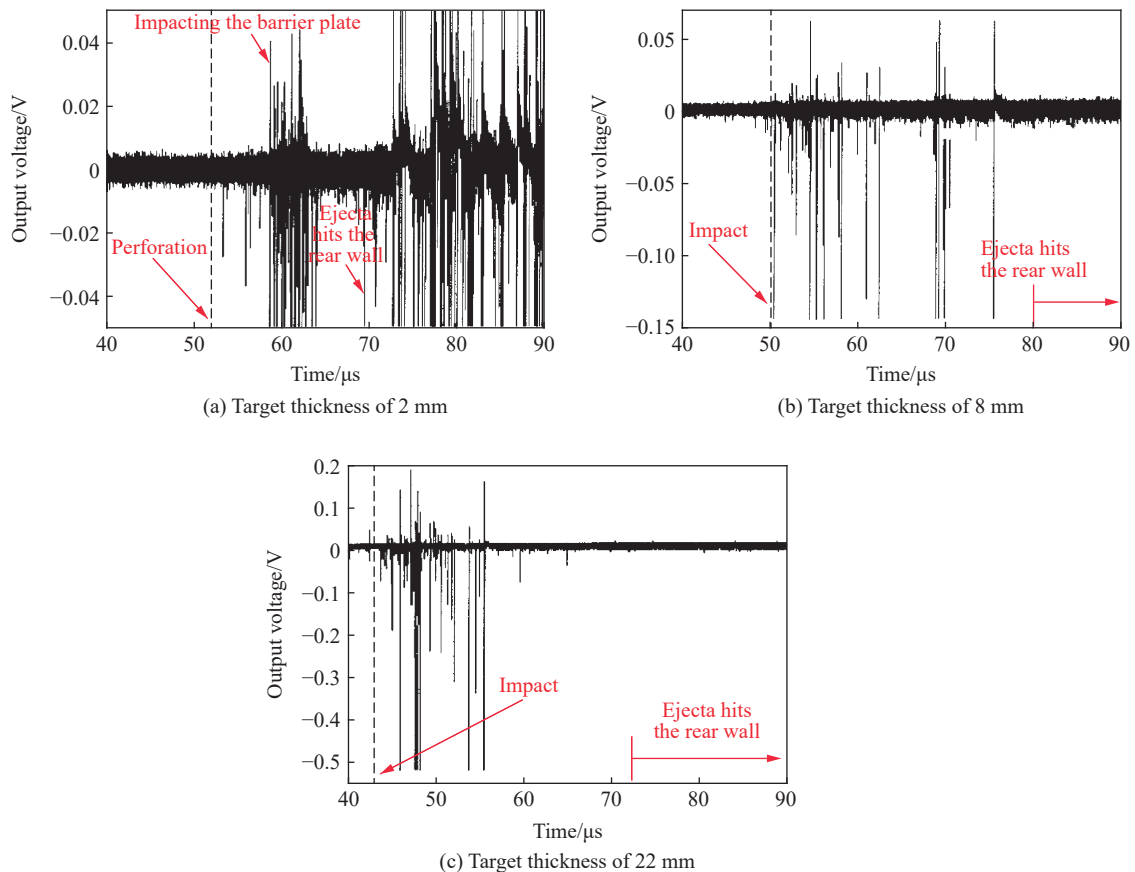 Impacting the barrier plate
0.04
0.02
0
−0.02
−0.04
Output voltage/V
Perforation
Ejecta
hits the
rear wall
40 50 60 70 80 90
Time/μs
(a) Target thickness of 2 mm
0.05
0
−0.05
−0.10
−0.15
Output voltage/V
Impact
Ejecta hits
the rear wall
40 50 60 70 80 90
Time/μs
(b) Target thickness of 8 mm
0.2
0.1
0
−0.1
−0.2
−0.3
−0.4
−0.5
Output voltage/V
Impact
Ejecta hits
the rear wall
40 50 60 70 80 90
Time/μs
(c) Target thickness of 22 mm